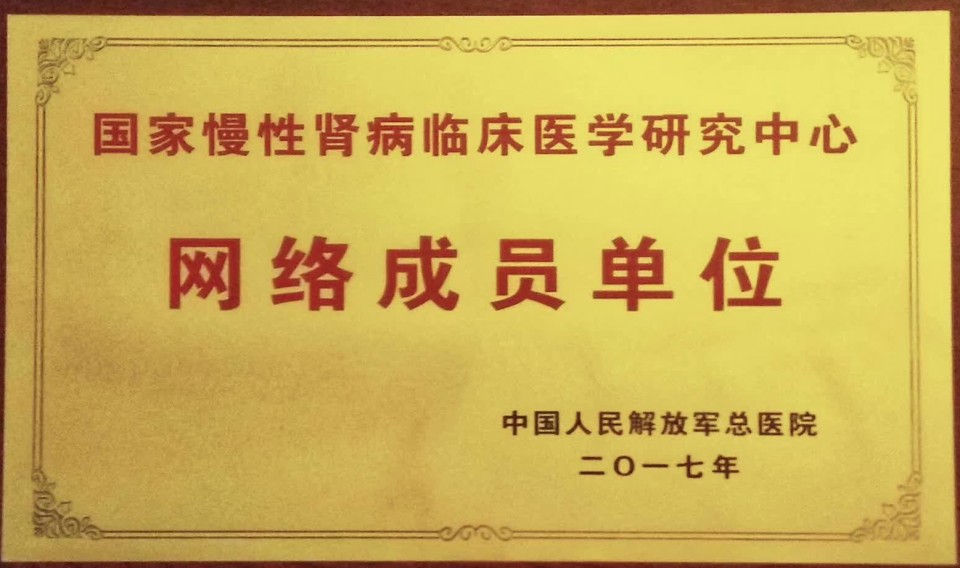 国家慢性肾病临床医学研究中心
网络成员单位
中国人民解放军总医院
二〇一七年